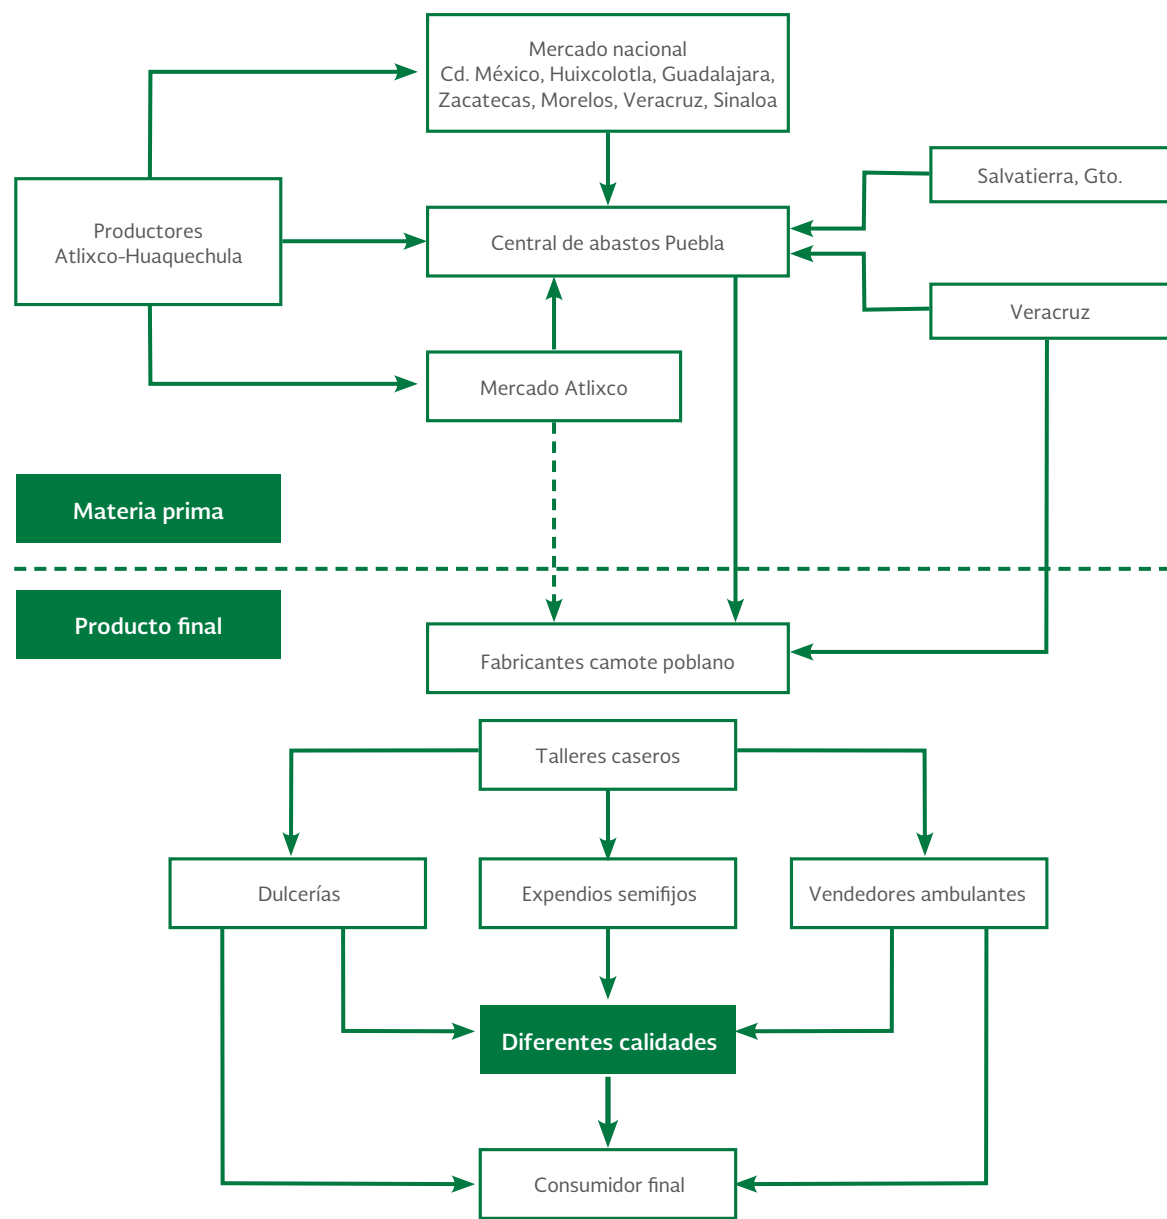 Mercado nacional
Cd. México, Huixcolotla, Guadalajara,
Zacatecas, Morelos, Veracruz, Sinaloa
Salvatierra, Gto.
Productores
Atlixco-Huaquechula
Central de abastos Puebla
Veracruz
Mercado Atlixco
Materia prima
Producto final
Fabricantes camote poblano
Talleres caseros
Dulcerías
Expendios semifijos
Vendedores ambulantes
Diferentes calidades
Consumidor final